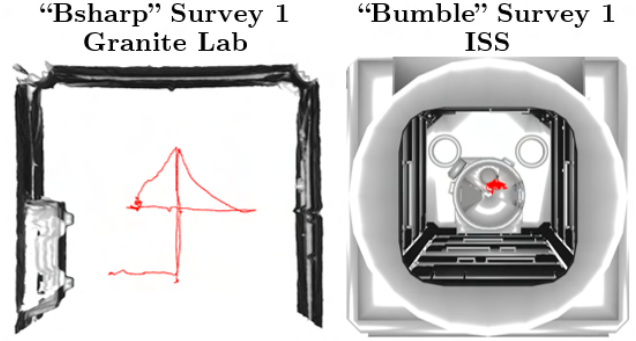 “Bsharp” Survey 1
Granite Lab
“Bumble” Survey 1
ISS